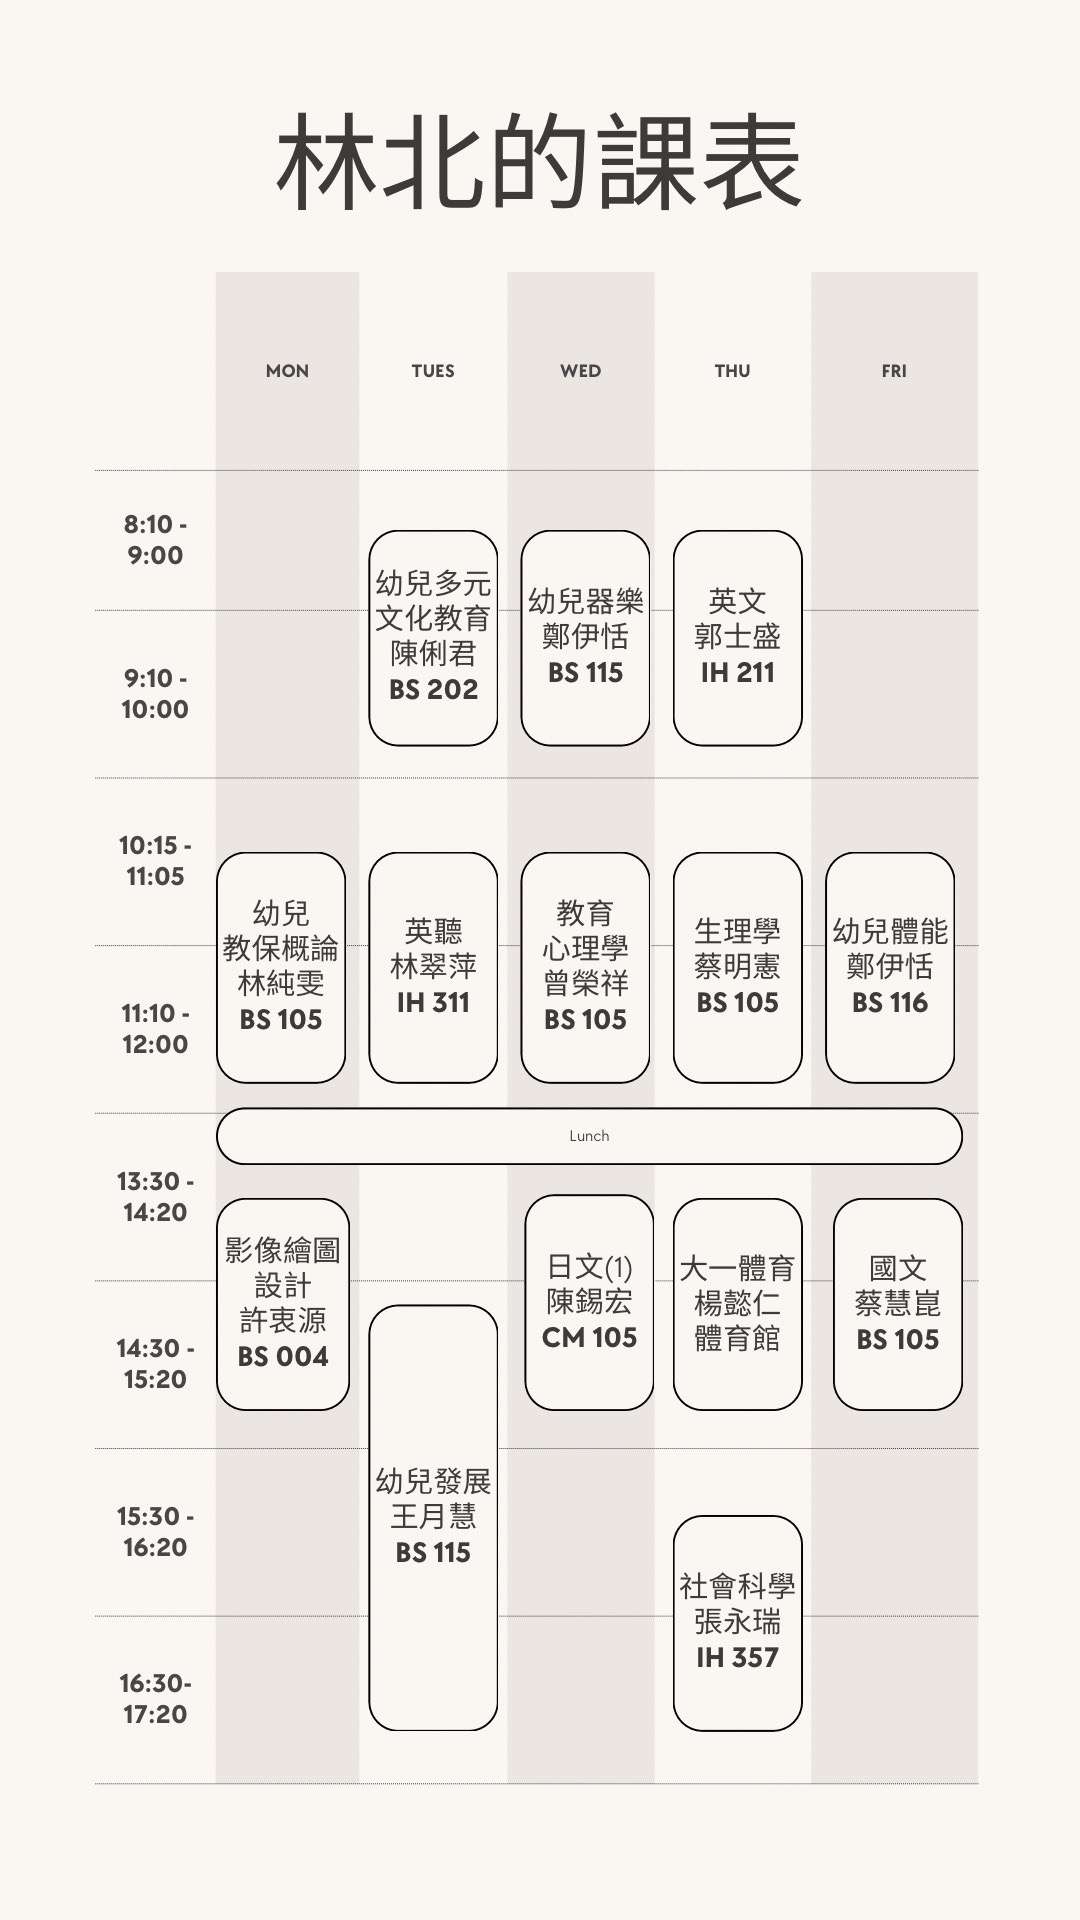 林北的課表
MON TUES WED THU FRI
8:10 -
9:00
9:10 -
10:00
幼兒多元
文化教育
陳俐君
BS 202
幼兒器樂
鄭伊恬
BS 115
英文
郭士盛
IH 211
10:15 -
11:05
11:10 -
12:00
幼兒
教保概論
林純雯
BS 105
英聽
林翠萍
IH 311
教育
心理學
曾榮祥
BS 105
生理學
蔡明憲
BS 105
幼兒體能
鄭伊恬
BS 116
Lunch
13:30 -
14:20
14:30 -
15:20
影像繪圖
設計
許衷源
BS 004
日文(1)
陳錫宏
CM 105
大一體育
楊懿仁
體育館
國文
蔡慧崑
BS 105
15:30 -
16:20
16:30-
17:20
幼兒發展
王月慧
BS 115
社會科學
張永瑞
IH 357